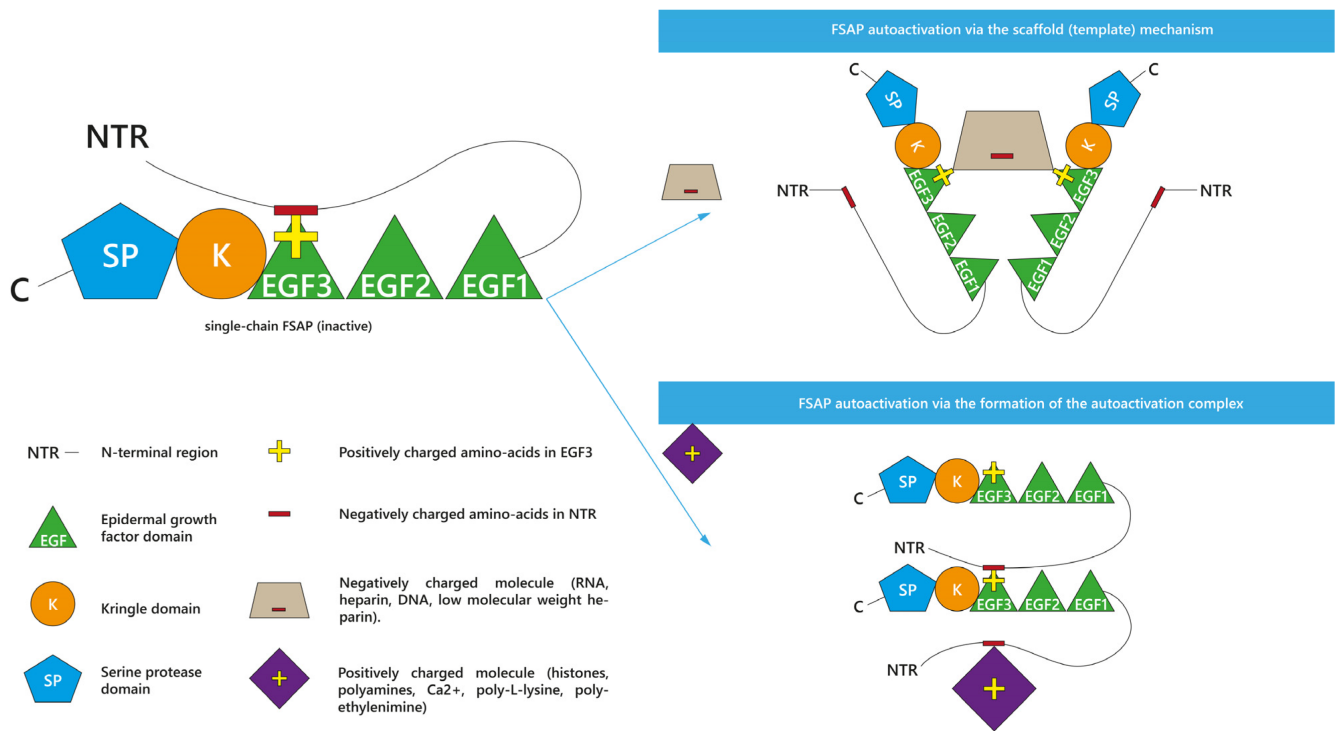 NTR
SP
K
EGF3
EGF2
EGF1
C
single-chain FSAP (inactive)
FSAP autoactivation via the scaffold (template) mechanism
C
SP
K
EGF3
EGF2
EGF1
NTR
C
SP
K
EGF3
EGF2
EGF1
NTR
FSAP autoactivation via the formation of the autoactivation complex
SP
K
EGF3
EGF2
EGF1
C
NTR
SP
K
EGF3
EGF2
EGF1
C
NTR
NTR
N-terminal region
EGF
Epidermal growth
factor domain
K
Kringle domain
SP
Serine protease
domain
Positively charged amino-acids in EGF3
Negatively charged amino-acids in NTR
Negatively charged molecule (RNA,
heparin, DNA, low molecular weight he-
parin).
Positively charged molecule (histones,
polyamines, Ca2+, poly-L-lysine, poly-
ethylenimine)